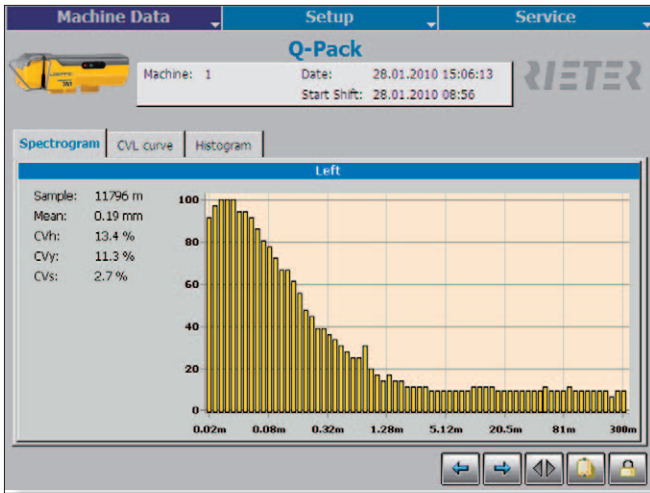 Machine Data Setup Service
Q-Pack
RIETER
Machine: 1 Date: 28.01.2010 15:06:13
Start Shift: 28.01.2010 08:56
Spectrogram CVL curve Histogram
Left
Sample: 11796 m
Mean: 0.19 mm
CVh: 13.4 %
CVy: 11.3 %
CVs: 2.7 %
100
80
60
40
20
0
0.02m 0.08m 0.32m 1.28m 5.12m 20.5m 81m 300m